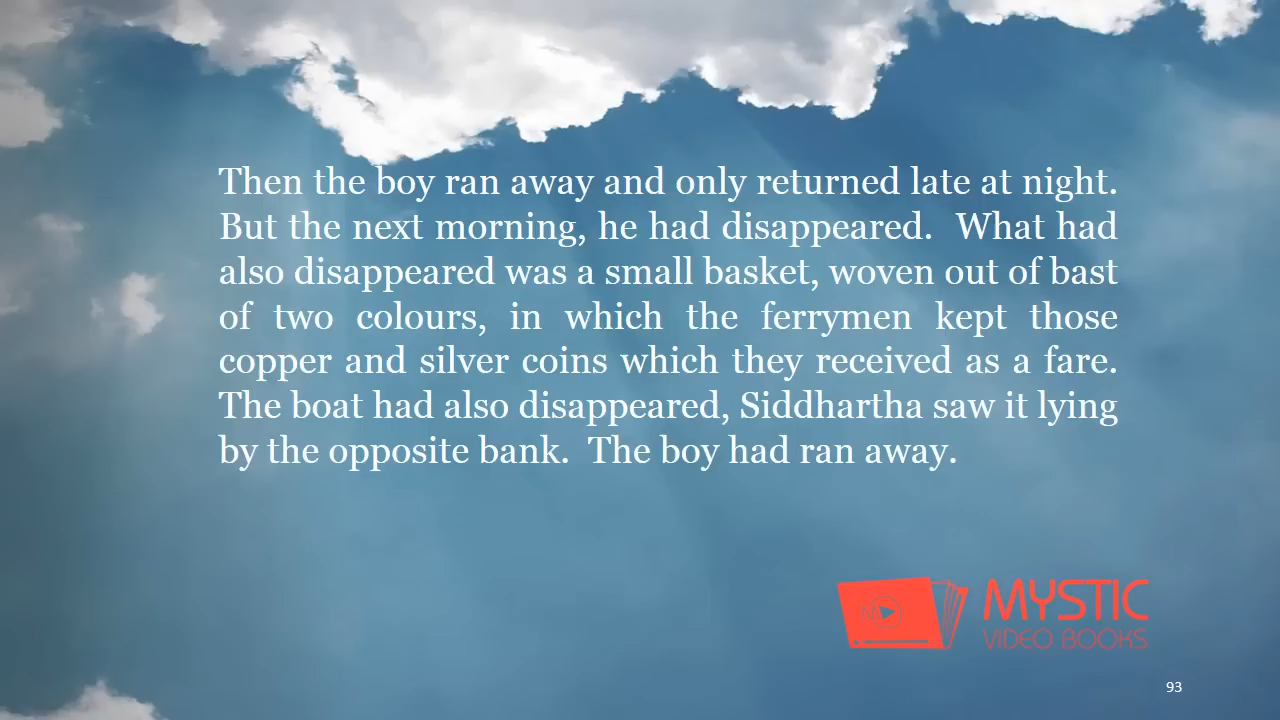 Then the boy ran away and only returned late at night.
But the next morning, he had disappeared.  What had
also disappeared was a small basket, woven out of bast
of two colours, in which the ferrymen kept those
copper and silver coins which they received as a fare.
The boat had also disappeared, Siddhartha saw it lying
by the opposite bank.  The boy had ran away.
MYSTIC
VIDEO BOOKS
93